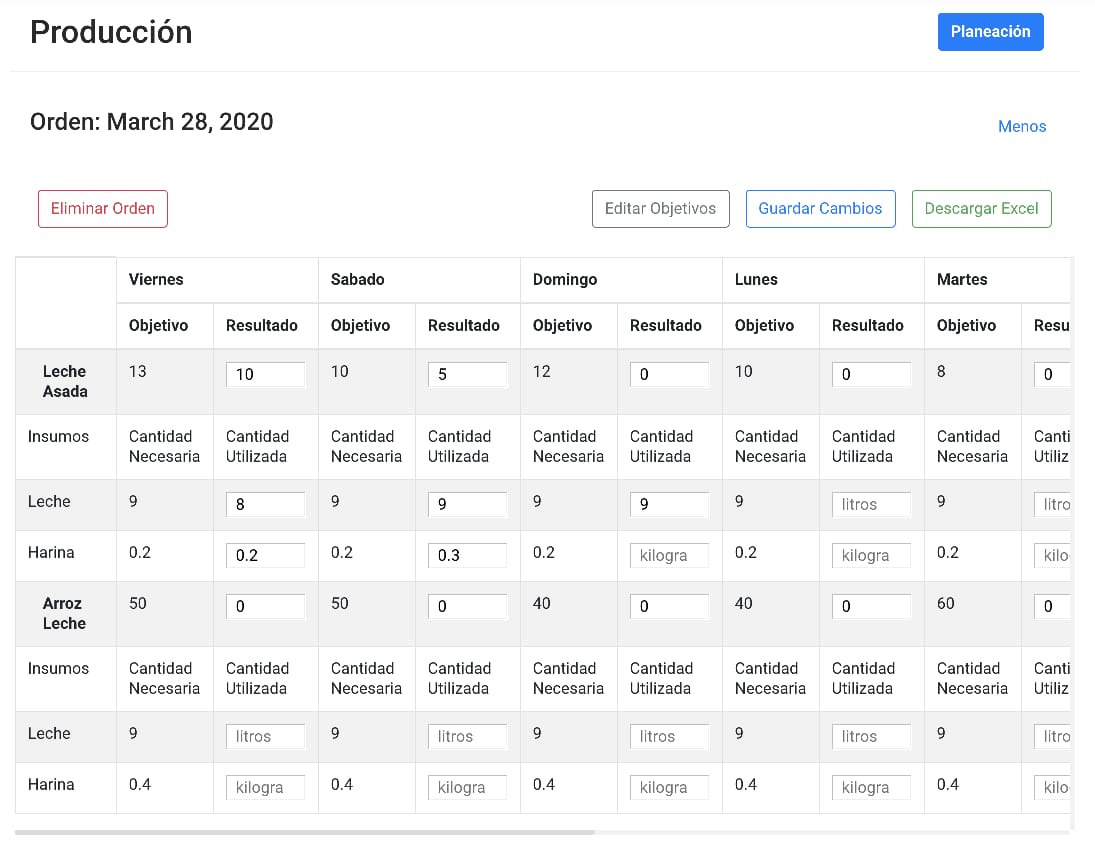 Producción
Planeación
Orden: March 28, 2020
Menos
Eliminar Orden
Editar Objetivos
Guardar Cambios
Descargar Excel
Viernes Sabado Domingo Lunes Martes
Objetivo Resultado Objetivo Resultado Objetivo Resultado Objetivo Resultado Objetivo Resu
Leche 13 10 10 5 12 0 10 0 8 0
Asada
Insumos Cantidad Cantidad Cantidad Cantidad Cantidad Cantidad Cantidad Cantidad Cantidad Canti
Necesaria Utilizada Necesaria Utilizada Necesaria Utilizada Necesaria Utilizada Necesaria Utiliz
Leche 9 8 9 9 9 9 9 litros 9 litro
Harina 0.2 0.2 0.2 0.3 0.2 kilogra 0.2 kilogra 0.2 kilo
Arroz 50 0 50 0 40 0 40 0 60 0
Leche
Insumos Cantidad Cantidad Cantidad Cantidad Cantidad Cantidad Cantidad Cantidad Cantidad Canti
Necesaria Utilizada Necesaria Utilizada Necesaria Utilizada Necesaria Utilizada Necesaria Utiliz
Leche 9 litros 9 litros 9 litros 9 litros 9 litro
Harina 0.4 kilogra 0.4 kilogra 0.4 kilogra 0.4 kilogra 0.4 kilo